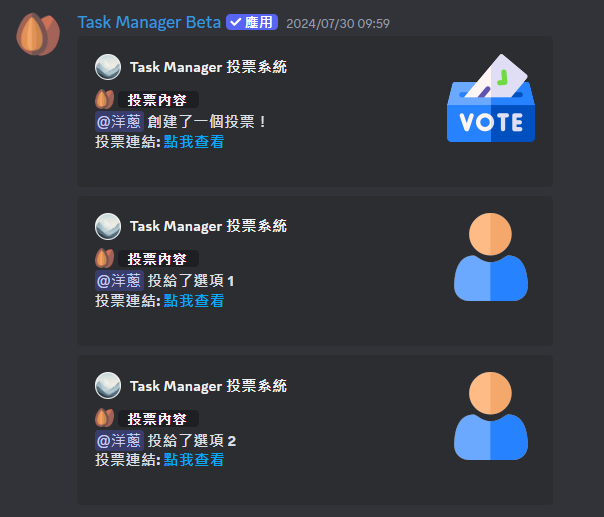 Task Manager Beta 應用 2024/07/30 09:59
Task Manager 投票系統
投票內容
@洋蔥 創建了一個投票！
投票連結: 點我查看
VOTE
Task Manager 投票系統
投票內容
@洋蔥 投給了選項 1
投票連結: 點我查看
Task Manager 投票系統
投票內容
@洋蔥 投給了選項 2
投票連結: 點我查看